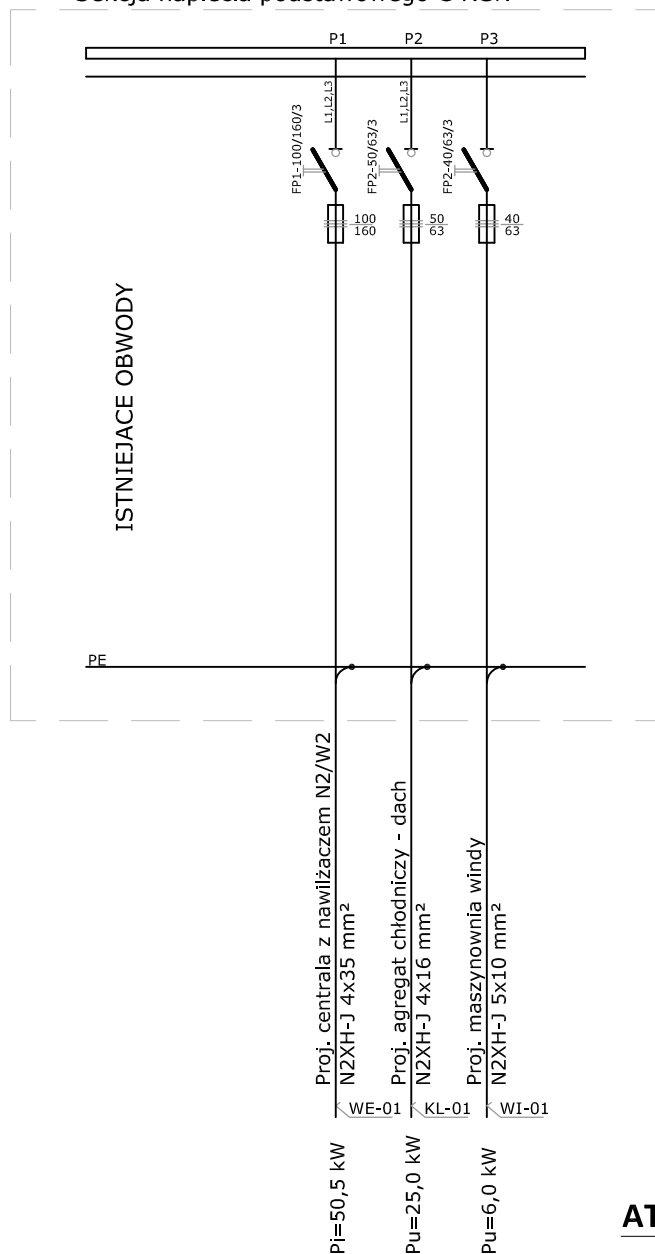 P1
P2
P3
L1,L2,L3
L1,L2,L3
FP1-100/160/3
FP2-50/63/3
FP2-40/63/3
100
160
50
63
40
63
ISTNIEJACE OBWODY
PE
Proj. centrala z nawilżaczem N2/W2
N2XH-J 4x35 mm²
Proj. agregat chłodniczy - dach
N2XH-J 4x16 mm²
Proj. maszynownia windy
N2XH-J 5x10 mm²
WE-01
KL-01
WI-01
Pi=50,5 kW
Pu=25,0 kW
Pu=6,0 kW
AT